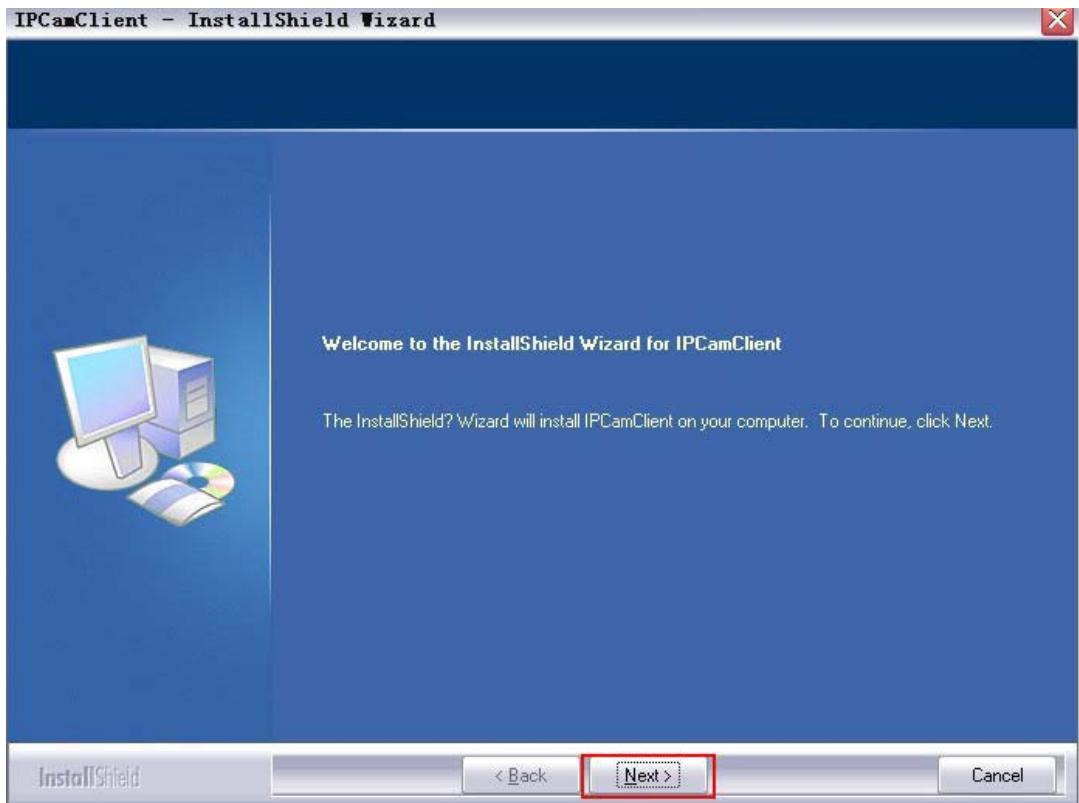 IPCamClient - InstallShield Wizard
Welcome to the InstallShield Wizard for IPCamClient
The InstallShield? Wizard will install IPCamClient on your computer. To continue, click Next.
InstallShield
< Back
Next >
Cancel